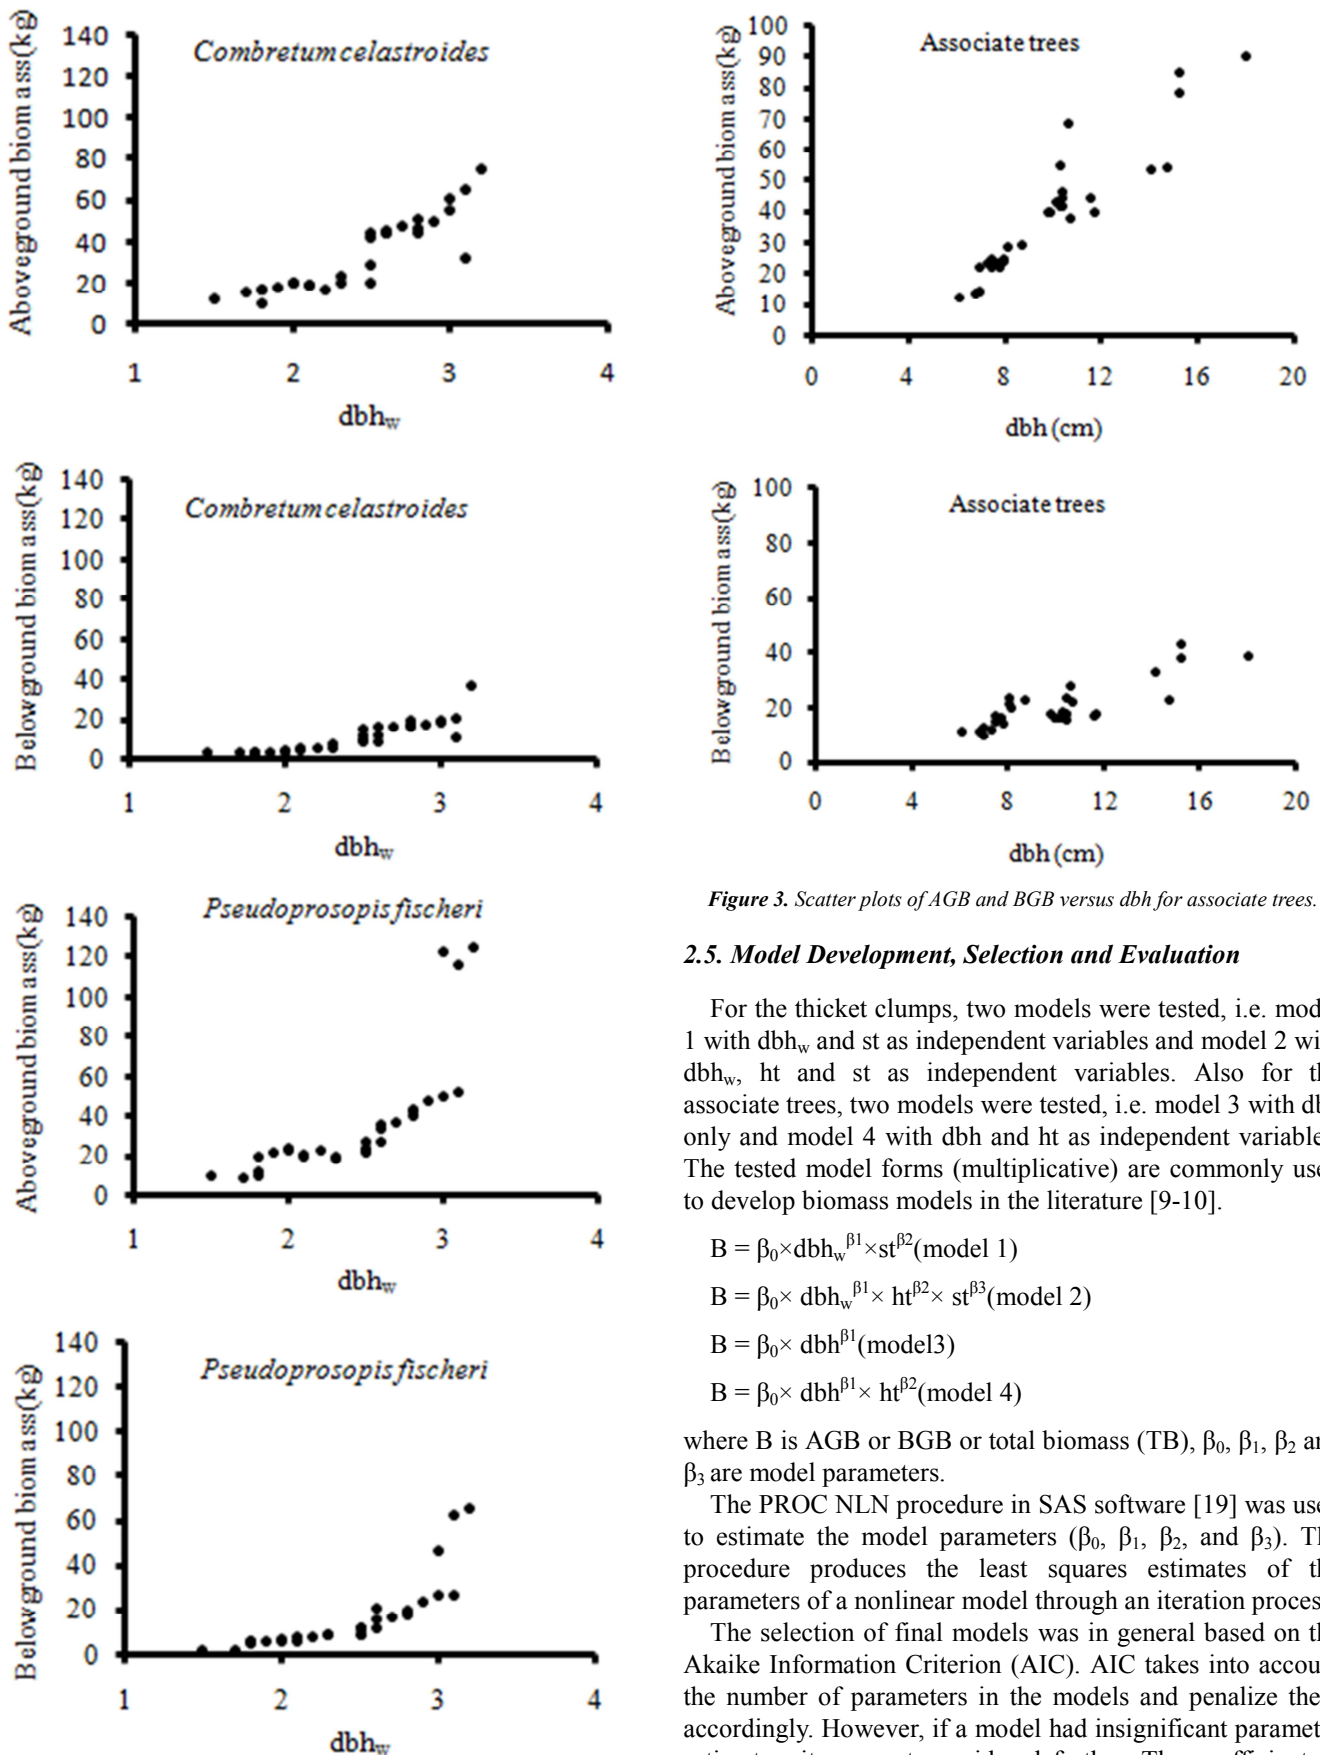 Combretum celastroides
Aboveground biomass(kg)
140
120
100
80
60
40
20
0
1 2 3 4
dbhw
Combretum celastroides
Belowground biomass(kg)
140
120
100
80
60
40
20
0
1 2 3 4
dbhw
Pseudoprosopis fischeri
Aboveground biomass(kg)
140
120
100
80
60
40
20
0
1 2 3 4
dbhw
Pseudoprosopis fischeri
Belowground biomass(kg)
140
120
100
80
60
40
20
0
1 2 3 4
dbhw
Associate trees
Aboveground biomass(kg)
100
90
80
70
60
50
40
30
20
10
0
0 4 8 12 16 20
dbh (cm)
Associate trees
Belowground biomass(kg)
100
80
60
40
20
0
0 4 8 12 16 20
dbh (cm)
Figure 3. Scatter plots of AGB and BGB versus dbh for associate trees.
2.5. Model Development, Selection and Evaluation
For the thicket clumps, two models were tested, i.e. mod
1 with dbhw and st as independent variables and model 2 wi
dbhw, ht and st as independent variables. Also for th
associate trees, two models were tested, i.e. model 3 with db
only and model 4 with dbh and ht as independent variable
The tested model forms (multiplicative) are commonly use
to develop biomass models in the literature [9-10].
B = β0×dbhw^β1×st^β2(model 1)
B = β0× dbhw^β1× ht^β2× st^β3(model 2)
B = β0× dbh^β1(model3)
B = β0× dbh^β1× ht^β2(model 4)
where B is AGB or BGB or total biomass (TB), β0, β1, β2 an
β3 are model parameters.
The PROC NLN procedure in SAS software [19] was use
to estimate the model parameters (β0, β1, β2, and β3). Th
procedure produces the least squares estimates of th
parameters of a nonlinear model through an iteration proces
The selection of final models was in general based on th
Akaike Information Criterion (AIC). AIC takes into accou
the number of parameters in the models and penalize the
accordingly. However, if a model had insignificant paramet